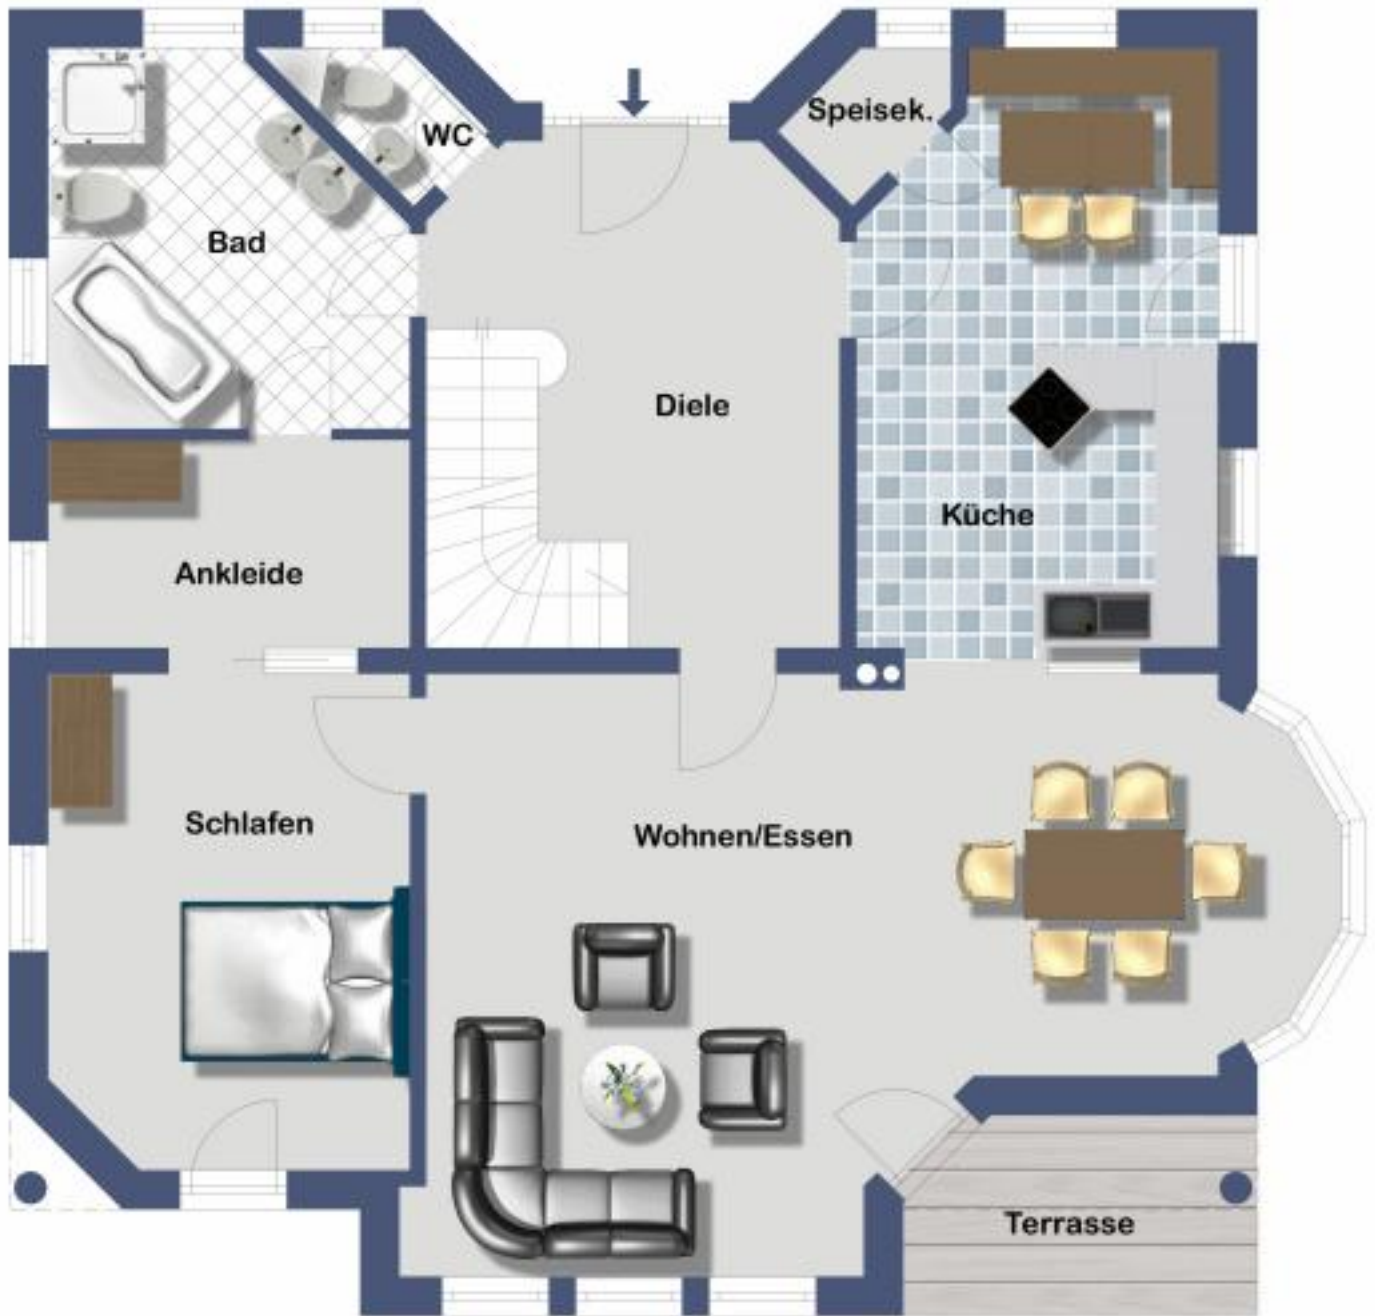 Speisek.
WC
Bad
Diele
Küche
Ankleide
Schlafen
Wohnen/Essen
Terrasse